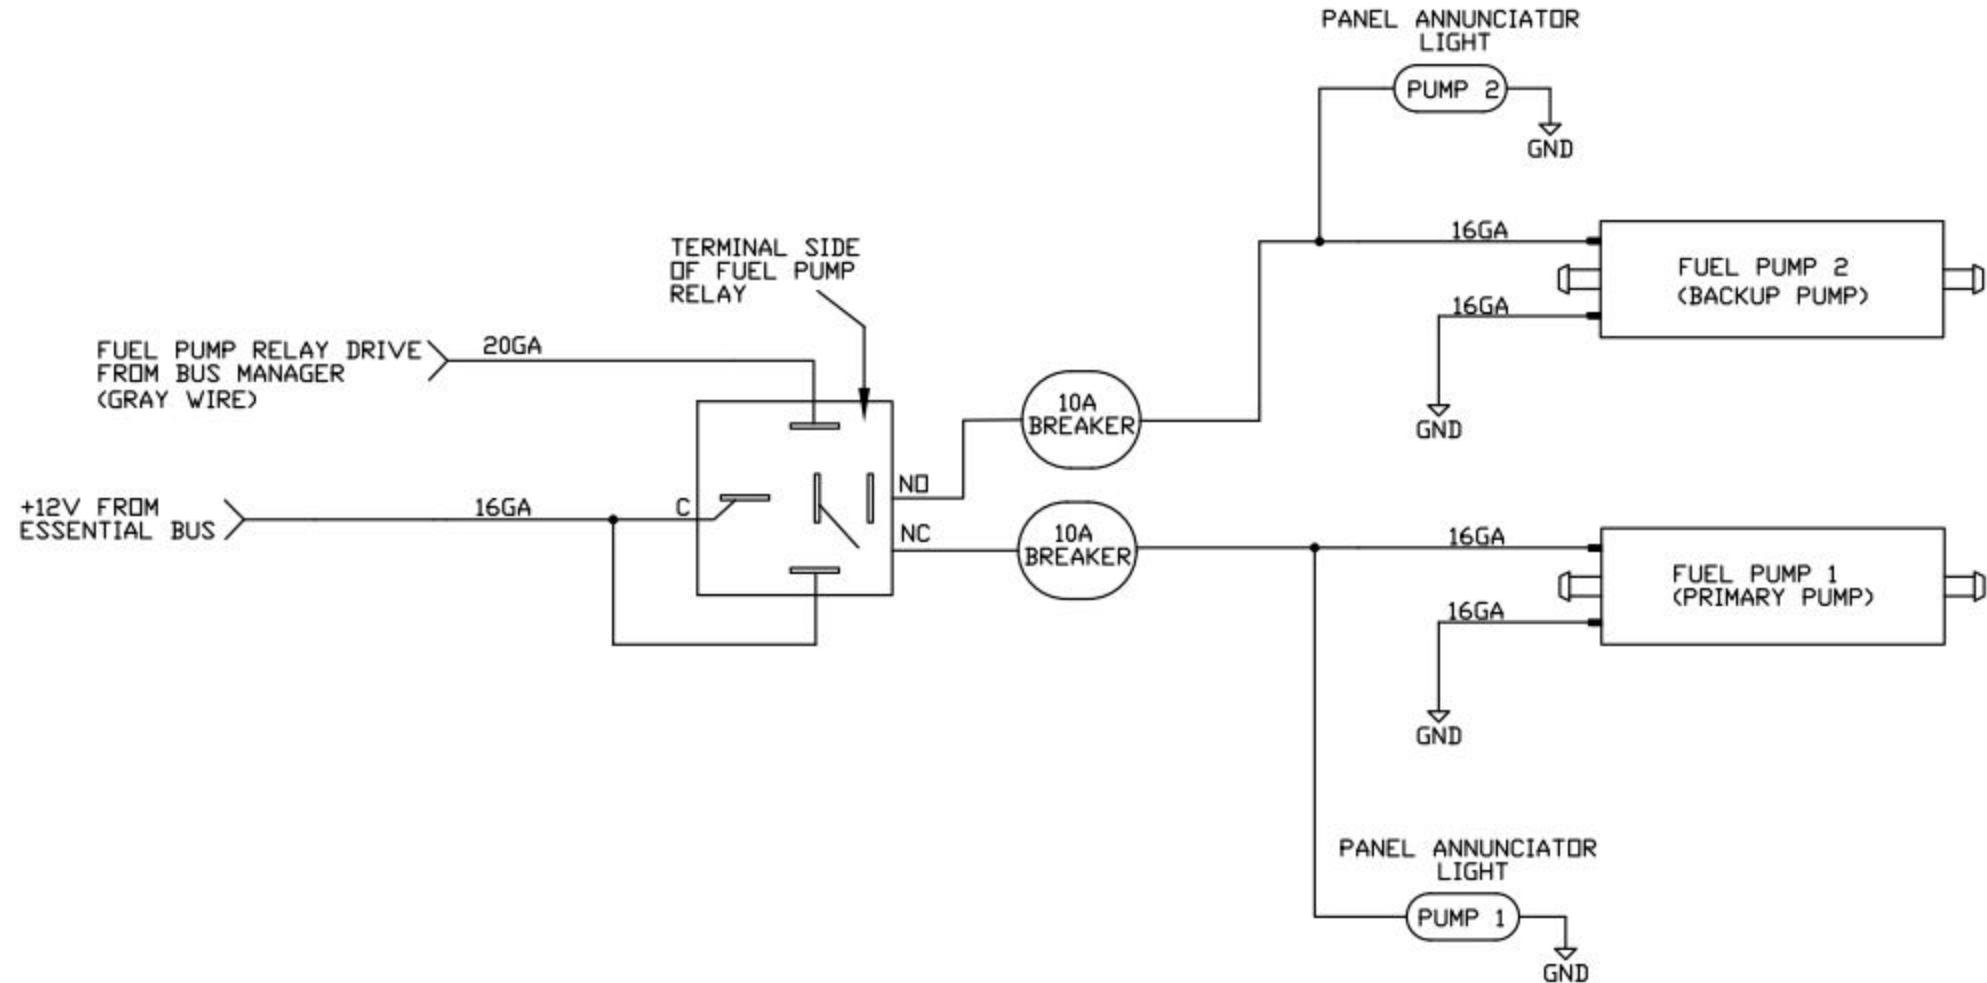 PANEL ANNUNCIATOR
LIGHT
PUMP 2
GND
16GA
FUEL PUMP 2
(BACKUP PUMP)
16GA
GND
TERMINAL SIDE
OF FUEL PUMP
RELAY
FUEL PUMP RELAY DRIVE
FROM BUS MANAGER
(GRAY WIRE)
20GA
10A
BREAKER
+12V FROM
ESSENTIAL BUS
16GA
C
NO
NC
10A
BREAKER
16GA
FUEL PUMP 1
(PRIMARY PUMP)
16GA
GND
PANEL ANNUNCIATOR
LIGHT
PUMP 1
GND